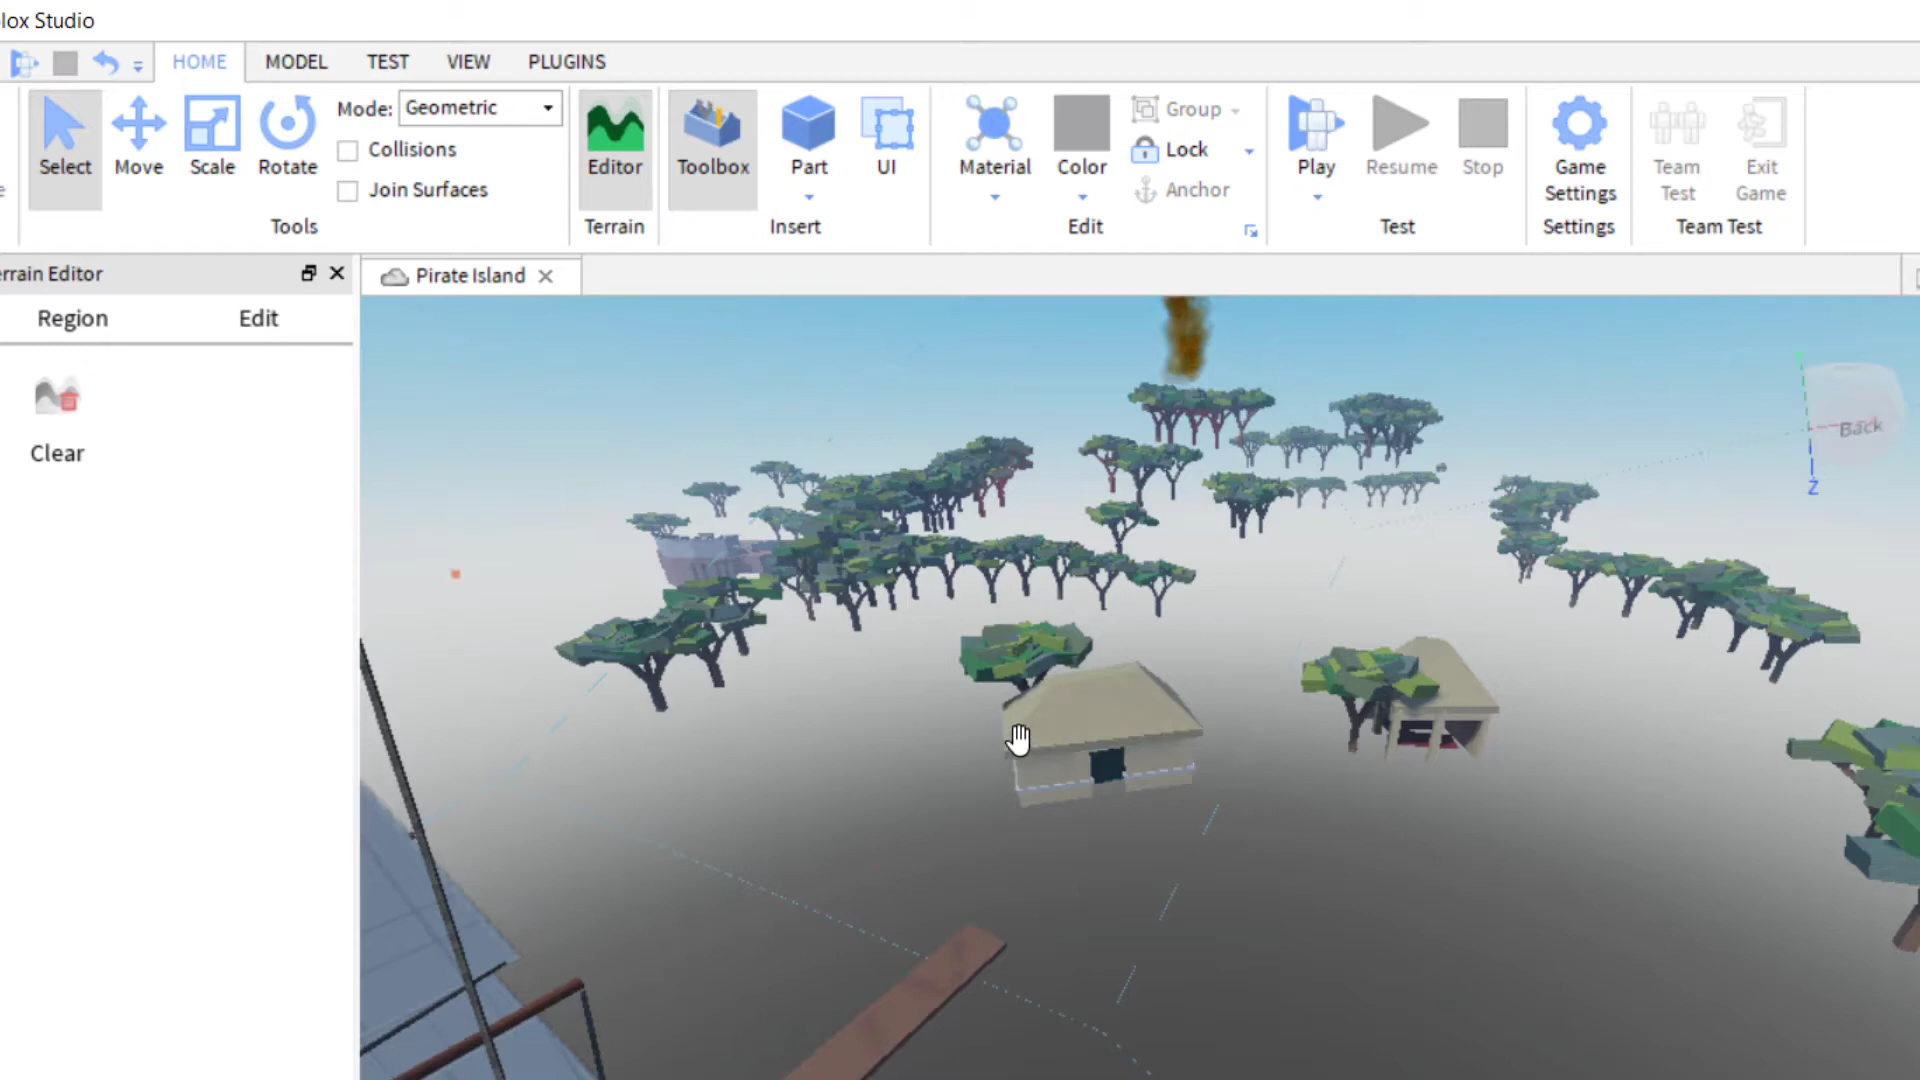 lox Studio
HOME MODEL TEST VIEW PLUGINS
Select Move Scale Rotate
Mode: Geometric
Collisions
Join Surfaces
Tools
Editor
Terrain
Toolbox Part UI
Insert
Material Color
Group
Lock
Anchor
Edit
Play Resume Stop
Test
Game Settings
Settings
Team Test
Exit Game
Team Test
errain Editor
Pirate Island
Region Edit
Clear
Back
Z